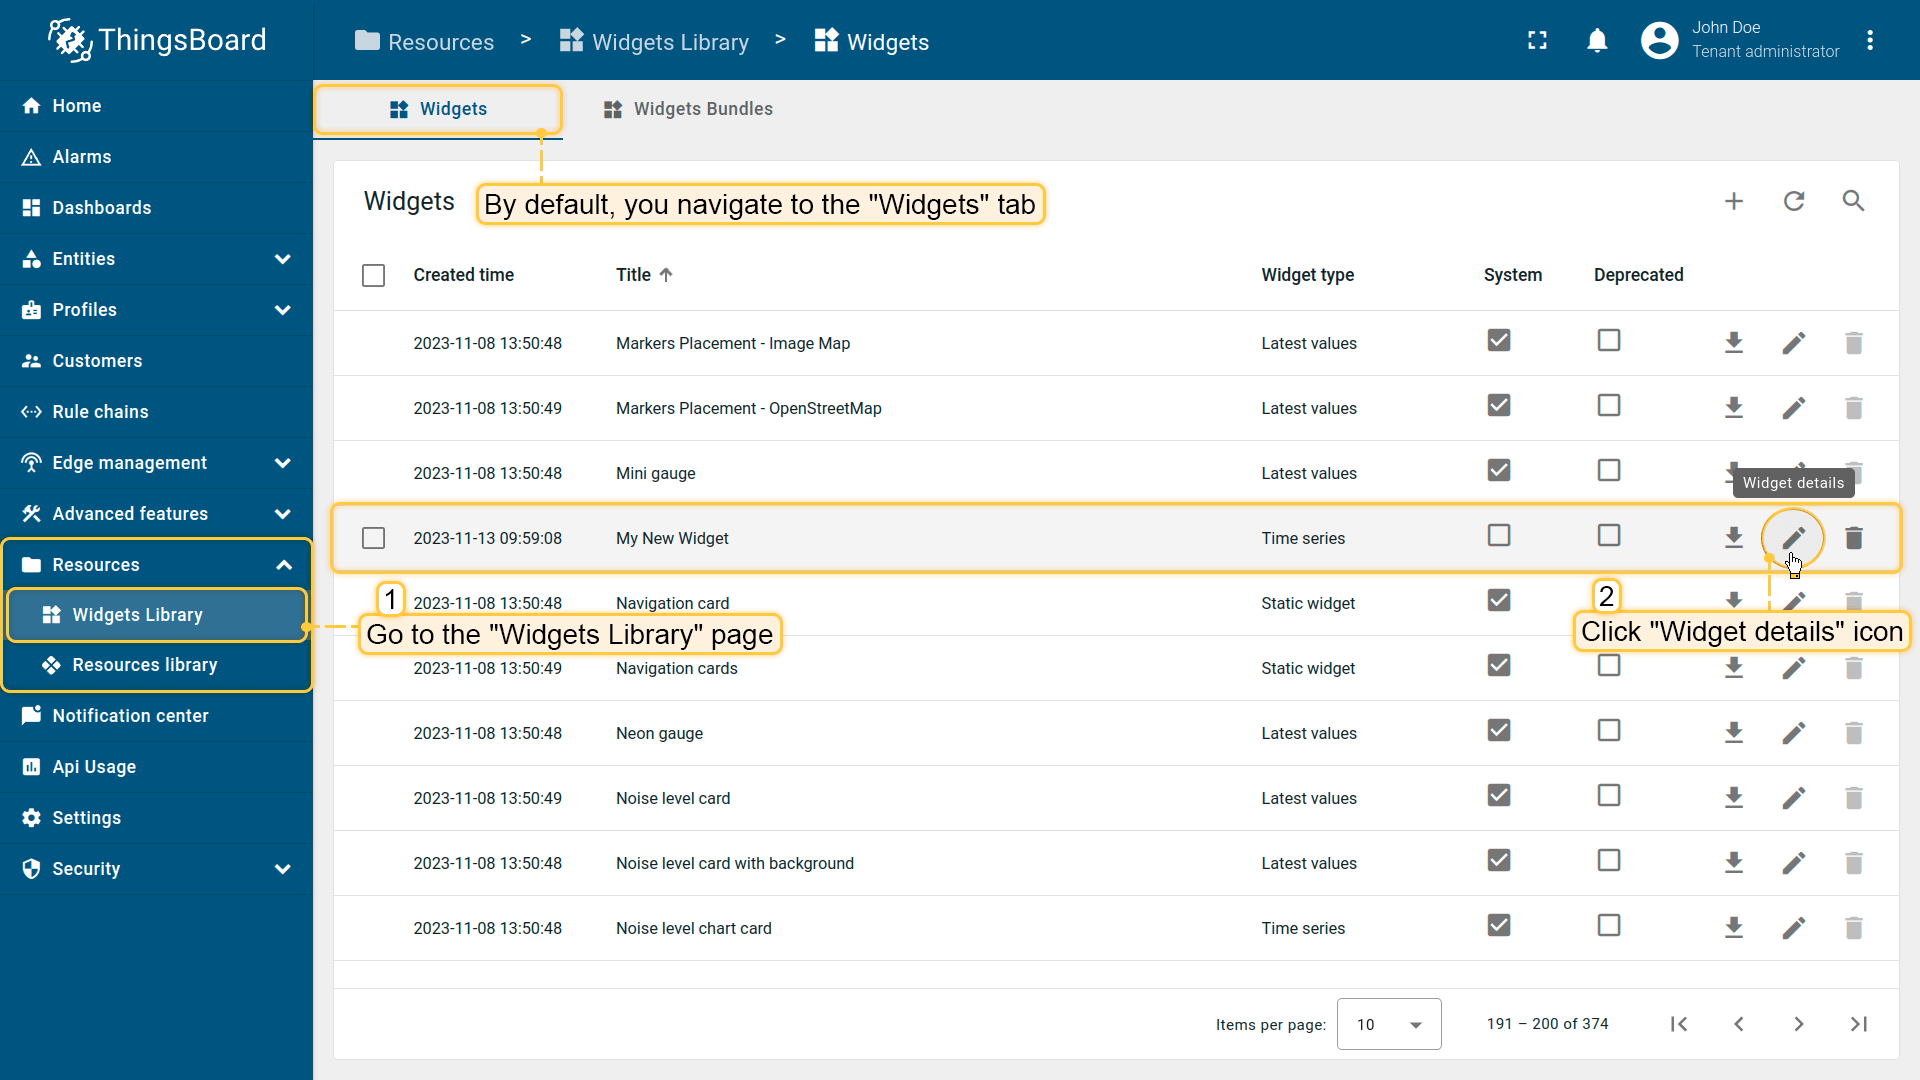 ThingsBoard
Resources > Widgets Library > Widgets
John Doe
Tenant administrator
Home
Alarms
Dashboards
Entities
Profiles
Customers
Rule chains
Edge management
Advanced features
Resources
Widgets Library
Resources library
Notification center
Api Usage
Settings
Security
Widgets Widgets Bundles
Widgets
By default, you navigate to the "Widgets" tab
Created time Title Widget type System Deprecated
2023-11-08 13:50:48 Markers Placement - Image Map Latest values
2023-11-08 13:50:49 Markers Placement - OpenStreetMap Latest values
2023-11-08 13:50:48 Mini gauge Latest values
Widget details
2023-11-13 09:59:08 My New Widget Time series
1
2023-11-08 13:50:48 Navigation card Static widget
2
Go to the "Widgets Library" page
Click "Widget details" icon
2023-11-08 13:50:49 Navigation cards Static widget
2023-11-08 13:50:48 Neon gauge Latest values
2023-11-08 13:50:49 Noise level card Latest values
2023-11-08 13:50:48 Noise level card with background Latest values
2023-11-08 13:50:48 Noise level chart card Time series
Items per page: 10 191 – 200 of 374